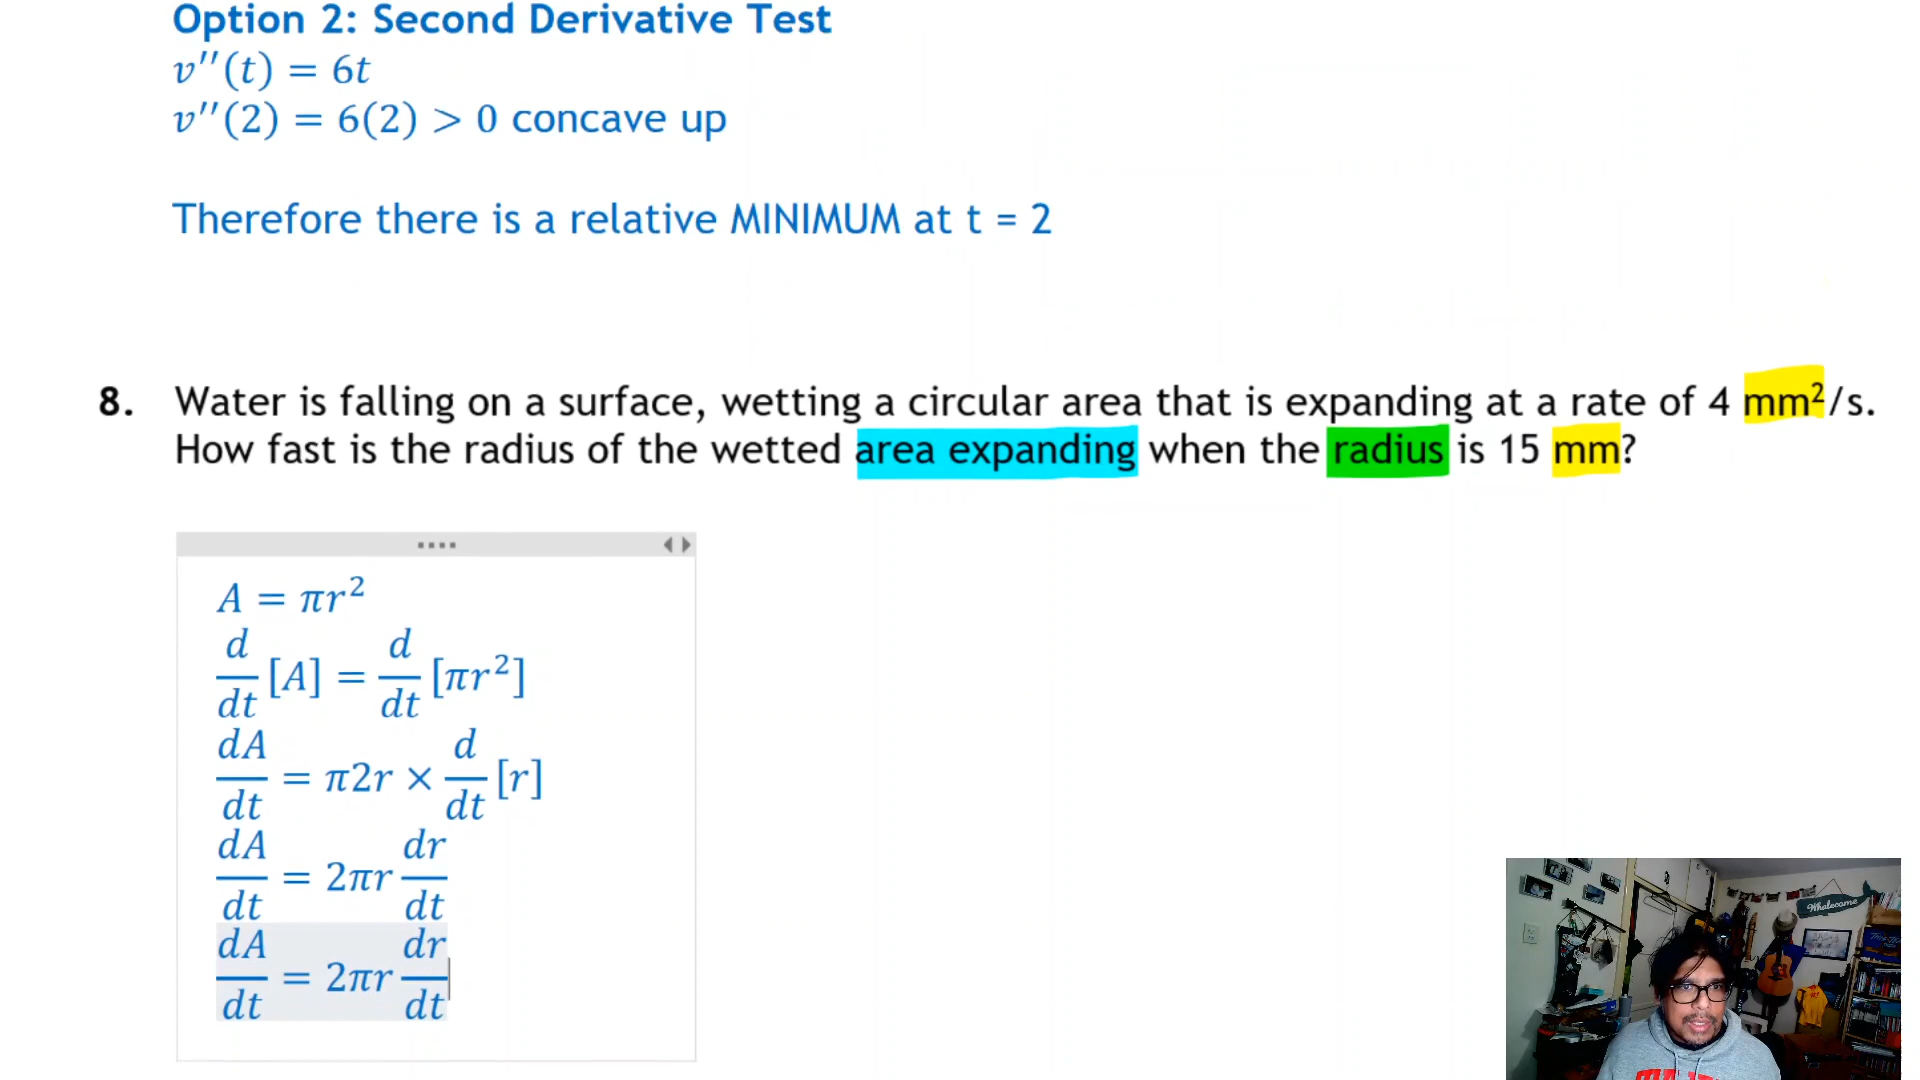 Option 2: Second Derivative Test
v′′(t) = 6t
v′′(2) = 6(2) > 0 concave up
Therefore there is a relative MINIMUM at t = 2
8. Water is falling on a surface, wetting a circular area that is expanding at a rate of 4 mm²/s.
How fast is the radius of the wetted area expanding when the radius is 15 mm?
A = πr²
d/dt [A] = d/dt [πr²]
dA/dt = π2r × d/dt [r]
dA/dt = 2πr dr/dt
dA/dt = 2πr dr/dt
Whalecome